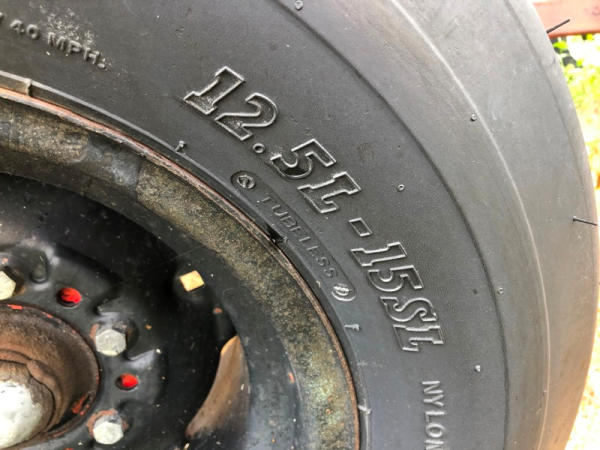 40 MPH.
12.5L-15SL
TUBELESS
NYLON